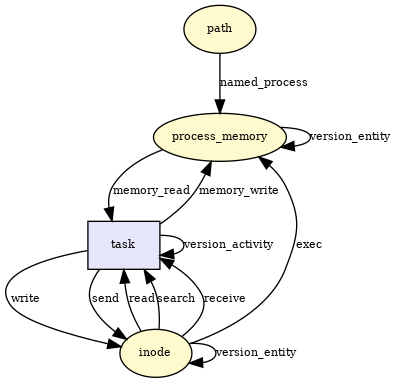 path
named_process
process_memory
version_entity
memory_read
memory_write
task
version_activity
exec
write
send
read
search
receive
inode
version_entity